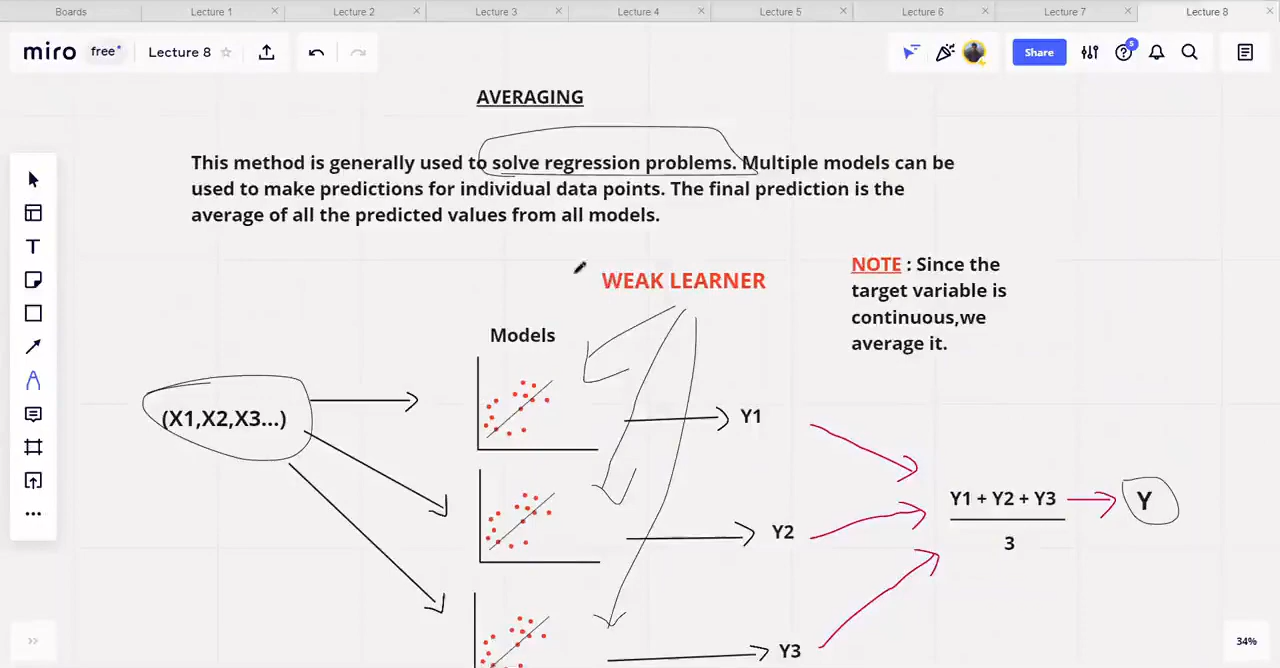 Boards Lecture 1 Lecture 2 Lecture 3 Lecture 4 Lecture 5 Lecture 6 Lecture 7 Lecture 8
miro free Lecture 8 Share 5
AVERAGING
This method is generally used to solve regression problems. Multiple models can be
used to make predictions for individual data points. The final prediction is the
average of all the predicted values from all models.
WEAK LEARNER
NOTE : Since the
target variable is
continuous,we
average it.
Models
(X1,X2,X3...)
Y1
Y2
Y3
Y1 + Y2 + Y3
3
Y
34%